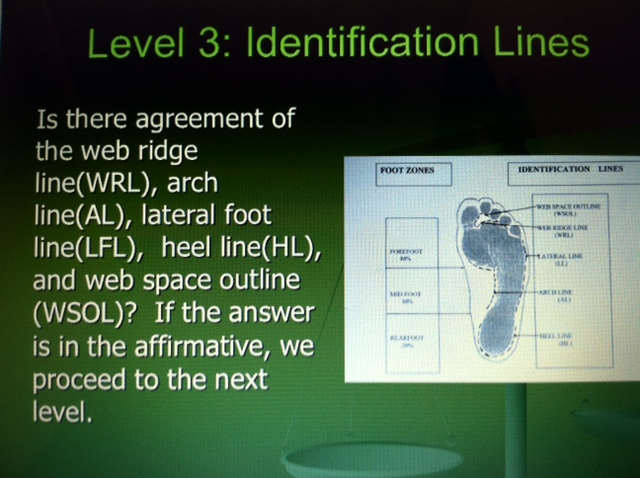 Level 3: Identification Lines
Is there agreement of
the web ridge
line(WRL), arch
line(AL), lateral foot
line(LFL), heel line(HL),
and web space outline
(WSOL)? If the answer
is in the affirmative, we
proceed to the next
level.
FOOT ZONES
FOREFOOT
40%
MID-FOOT
REARFOOT
IDENTIFICATION LINES
WEB SPACE OUTLINE
(WSOL)
WEB RIDGE LINE
(WRL)
LATERAL LINE
(LL)
ARCH LINE
(AL)
HEEL LINE
(HL)